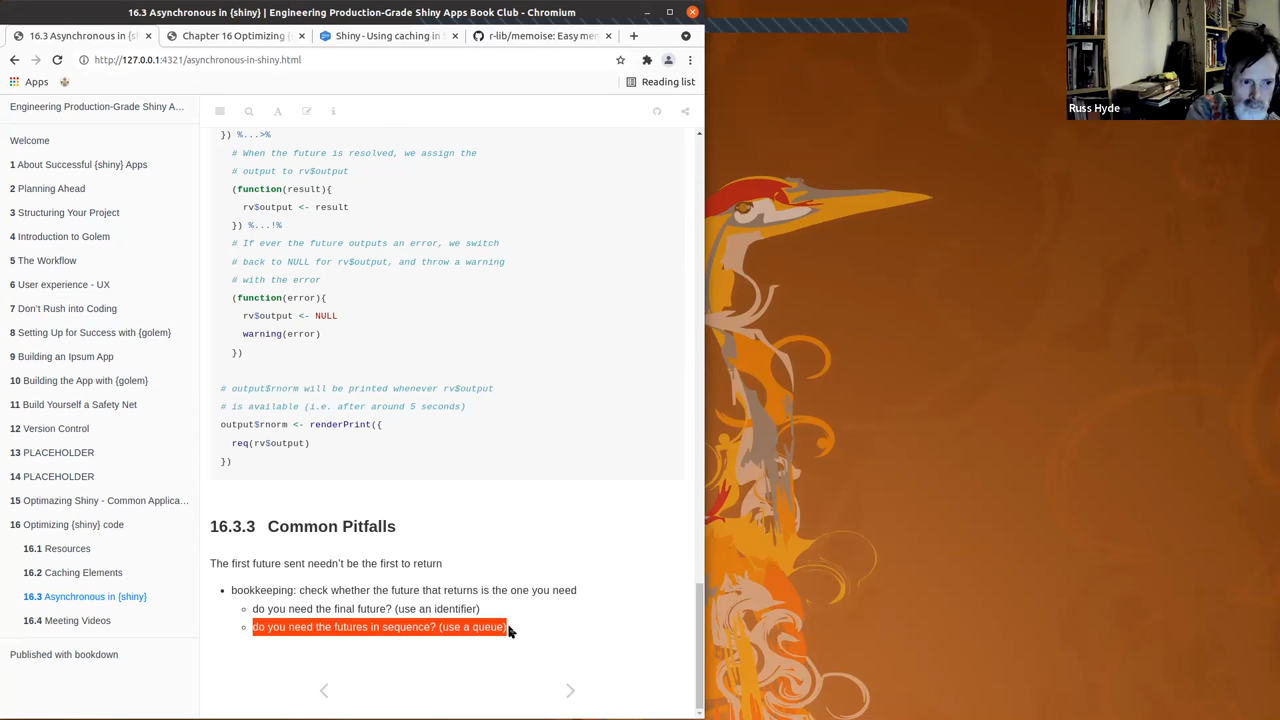 16.3 Asynchronous in {shiny} | Engineering Production-Grade Shiny Apps Book Club - Chromium
16.3 Asynchronous in {shi
Chapter 16 Optimizing {
Shiny - Using caching in S
r-lib/memoise: Easy mem
http://127.0.0.1:4321/asynchronous-in-shiny.html
Apps
Reading list
Russ Hyde
Engineering Production-Grade Shiny A...
Welcome
1 About Successful {shiny} Apps
2 Planning Ahead
3 Structuring Your Project
4 Introduction to Golem
5 The Workflow
6 User experience - UX
7 Don't Rush into Coding
8 Setting Up for Success with {golem}
9 Building an Ipsum App
10 Building the App with {golem}
11 Build Yourself a Safety Net
12 Version Control
13 PLACEHOLDER
14 PLACEHOLDER
15 Optimazing Shiny - Common Applica...
16 Optimizing {shiny} code
16.1 Resources
16.2 Caching Elements
16.3 Asynchronous in {shiny}
16.4 Meeting Videos
Published with bookdown
}) %...>%
# When the future is resolved, we assign the
# output to rv$output
(function(result){
rv$output <- result
}) %...!%
# If ever the future outputs an error, we switch
# back to NULL for rv$output, and throw a warning
# with the error
(function(error){
rv$output <- NULL
warning(error)
})
# output$rnorm will be printed whenever rv$output
# is available (i.e. after around 5 seconds)
output$rnorm <- renderPrint({
req(rv$output)
})
16.3.3 Common Pitfalls
The first future sent needn't be the first to return
bookkeeping: check whether the future that returns is the one you need
do you need the final future? (use an identifier)
do you need the futures in sequence? (use a queue)